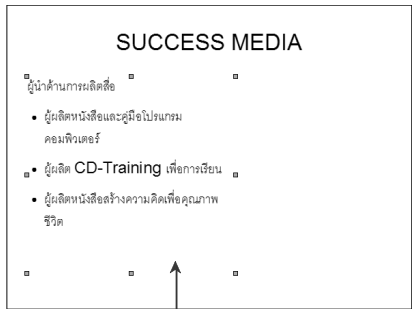 SUCCESS MEDIA
ผู้นำด้านการผลิตสื่อ
• ผู้ผลิตหนังสือและคู่มือโปรแกรม
คอมพิวเตอร์
• ผู้ผลิต CD-Training เพื่อการเรียน
• ผู้ผลิตหนังสือสร้างความคิดเพื่อคุณภาพ
ชีวิต